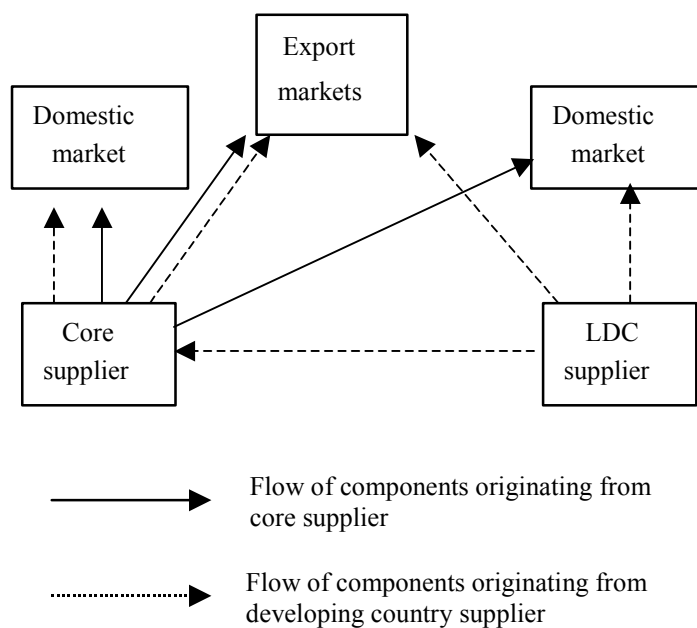 Export
markets
Domestic
market
Domestic
market
Core
supplier
LDC
supplier
Flow of components originating from
core supplier
Flow of components originating from
developing country supplier